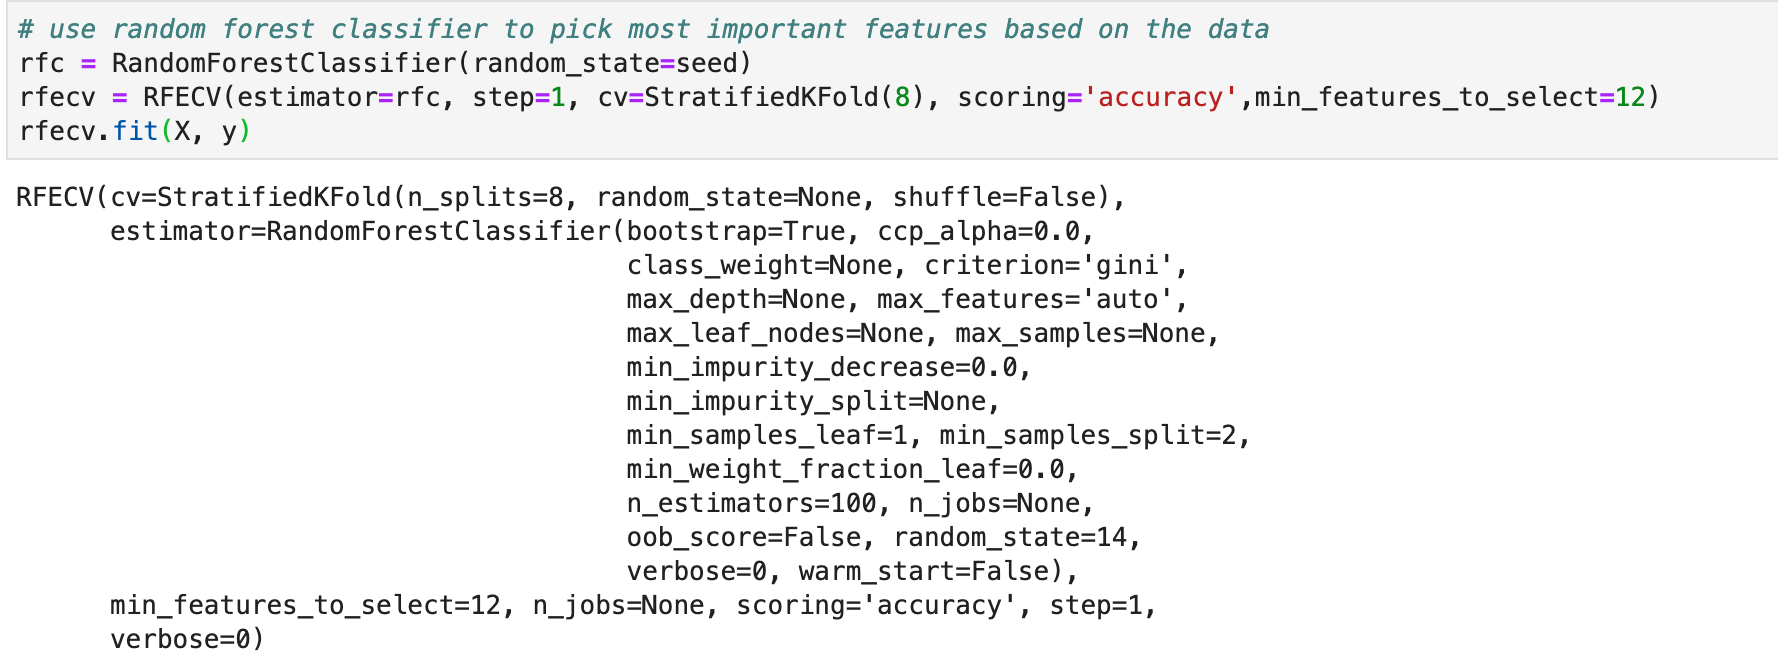 # use random forest classifier to pick most important features based on the data
rfc = RandomForestClassifier(random_state=seed)
rfecv = RFECV(estimator=rfc, step=1, cv=StratifiedKFold(8), scoring='accuracy',min_features_to_select=12)
rfecv.fit(X, y)
RFECV(cv=StratifiedKFold(n_splits=8, random_state=None, shuffle=False),
      estimator=RandomForestClassifier(bootstrap=True, ccp_alpha=0.0,
                                       class_weight=None, criterion='gini',
                                       max_depth=None, max_features='auto',
                                       max_leaf_nodes=None, max_samples=None,
                                       min_impurity_decrease=0.0,
                                       min_impurity_split=None,
                                       min_samples_leaf=1, min_samples_split=2,
                                       min_weight_fraction_leaf=0.0,
                                       n_estimators=100, n_jobs=None,
                                       oob_score=False, random_state=14,
                                       verbose=0, warm_start=False),
      min_features_to_select=12, n_jobs=None, scoring='accuracy', step=1,
      verbose=0)